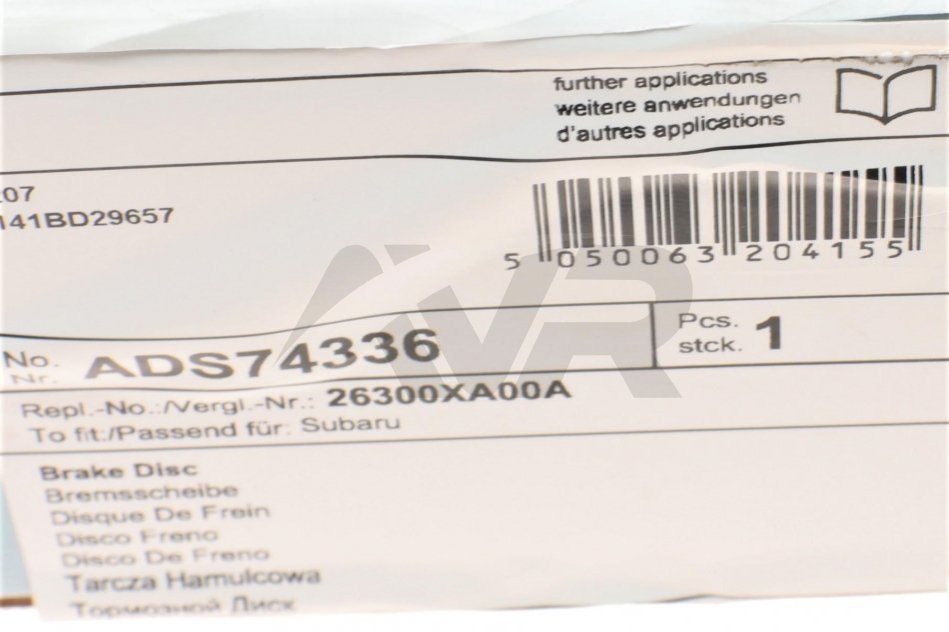 further applications
weitere anwendungen
d'autres applications
:07
141BD29657
5 050063 204155
No. ADS74336
Nr.
Pcs. 1
stck.
Repl.-No.:/Vergl.-Nr.: 26300XA00A
To fit:/Passend für: Subaru
Brake Disc
Bremsscheibe
Disque De Frein
Disco Freno
Disco De Freno
Tarcza Hamulcowa
Тормозной Диск
VR